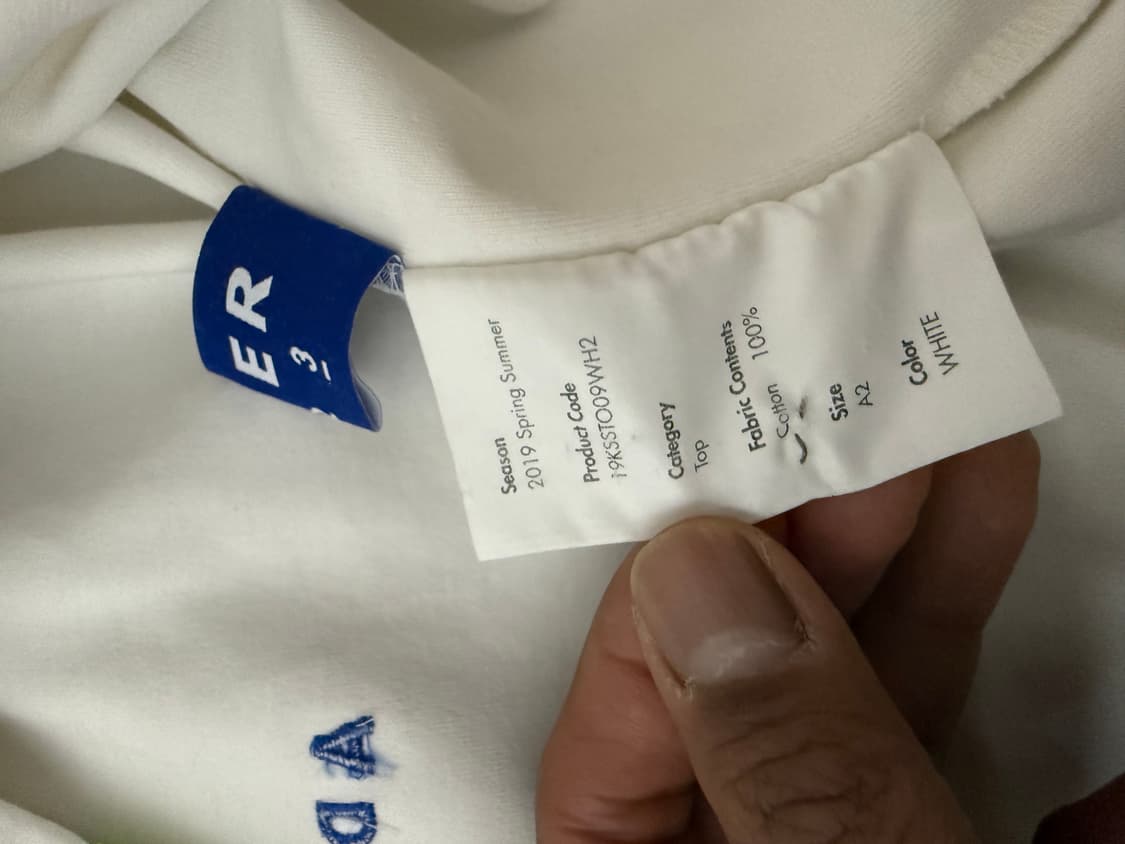 ER
3
Season
2019 Spring Summer
Product Code
19KSSTO09WH2
Category
Top
Fabric Contents
Cotton 100%
Size
A2
Color
WHITE